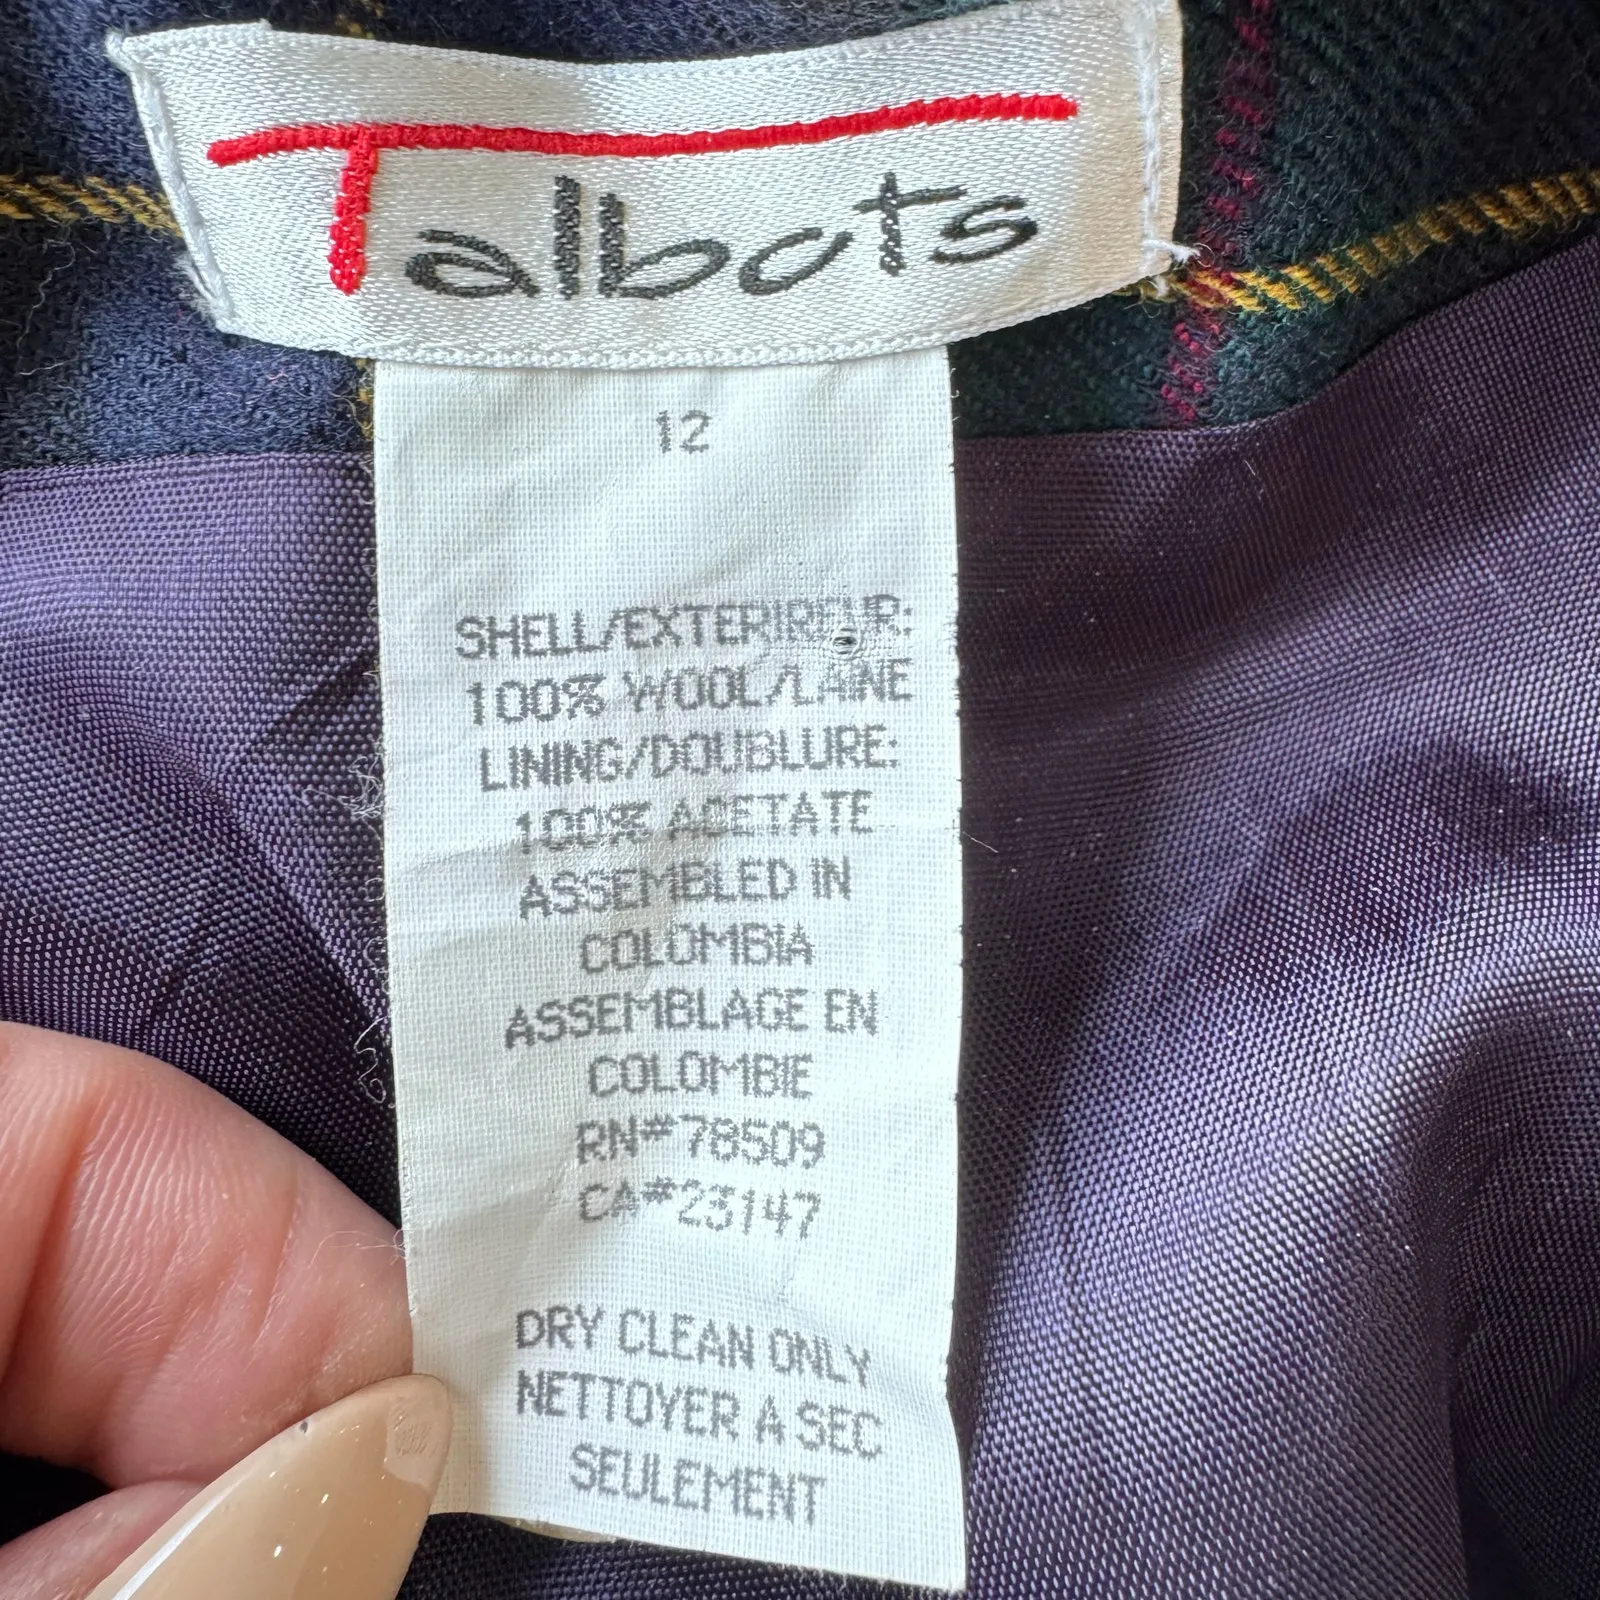 Talbots
12
SHELL/EXTERIREUR:
100% WOOL/LAINE
LINING/DOUBLURE:
100% ACETATE
ASSEMBLED IN
COLOMBIA
ASSEMBLAGE EN
COLOMBIE
RN#78509
CA#23147
DRY CLEAN ONLY
NETTOYER A SEC
SEULEMENT